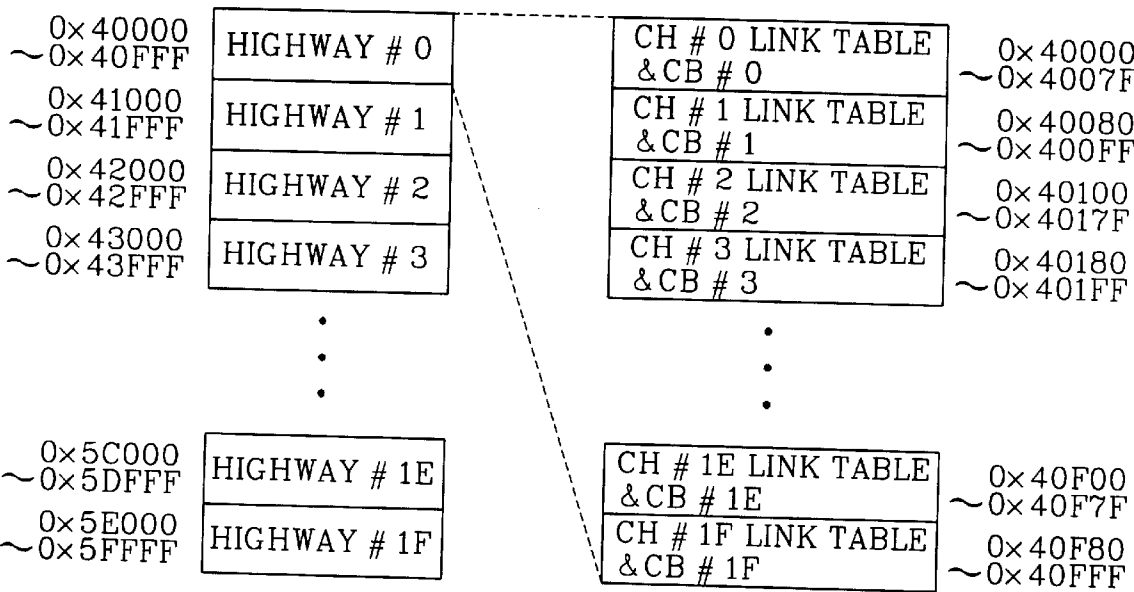 0×40000
~0×40FFF
HIGHWAY # 0
0×41000
~0×41FFF
HIGHWAY # 1
0×42000
~0×42FFF
HIGHWAY # 2
0×43000
~0×43FFF
HIGHWAY # 3
0×5C000
~0×5DFFF
HIGHWAY # 1E
0×5E000
~0×5FFFF
HIGHWAY # 1F
CH # 0 LINK TABLE
&CB # 0
0×40000
~0×4007F
CH # 1 LINK TABLE
&CB # 1
0×40080
~0×400FF
CH # 2 LINK TABLE
&CB # 2
0×40100
~0×4017F
CH # 3 LINK TABLE
&CB # 3
0×40180
~0×401FF
CH # 1E LINK TABLE
&CB # 1E
0×40F00
~0×40F7F
CH # 1F LINK TABLE
&CB # 1F
0×40F80
~0×40FFF